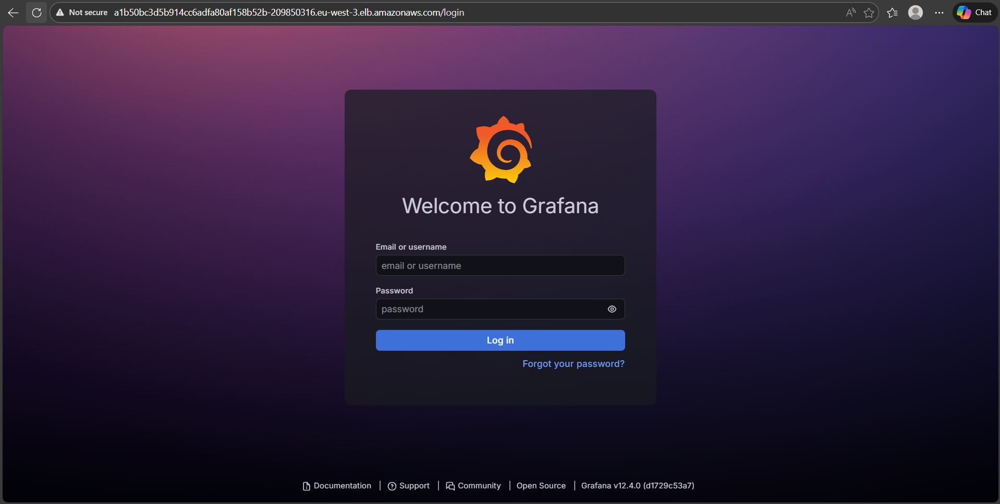 Not secure a1b50bc3d5b914cc6adfa80af158b52b-209850316.eu-west-3.elb.amazonaws.com/login Chat
Welcome to Grafana
Email or username
email or username
Password
password
Log in
Forgot your password?
Documentation | Support | Community | Open Source | Grafana v12.4.0 (d1729c53a7)